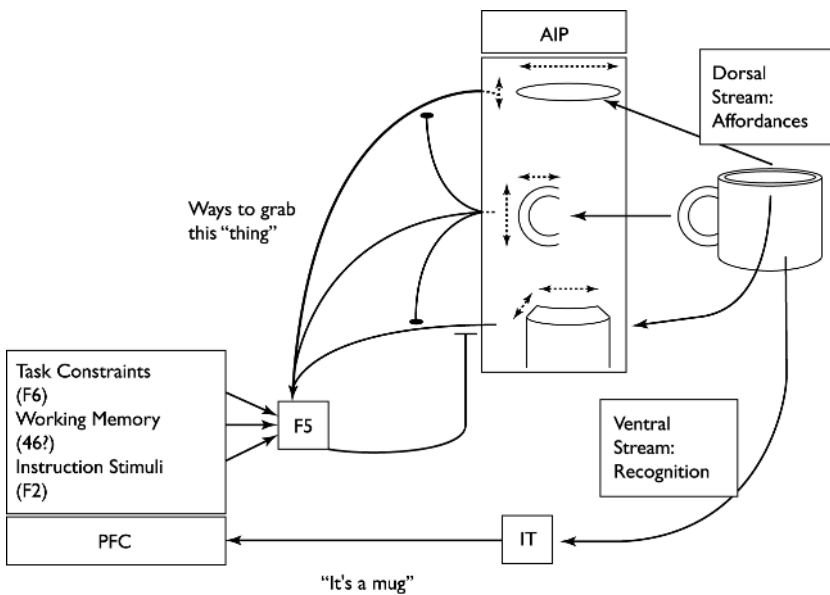 AIP
Dorsal
Stream:
Affordances
Ways to grab
this “thing”
Task Constraints
(F6)
Working Memory
(46?)
Instruction Stimuli
(F2)
F5
Ventral
Stream:
Recognition
PFC
IT
"It's a mug"